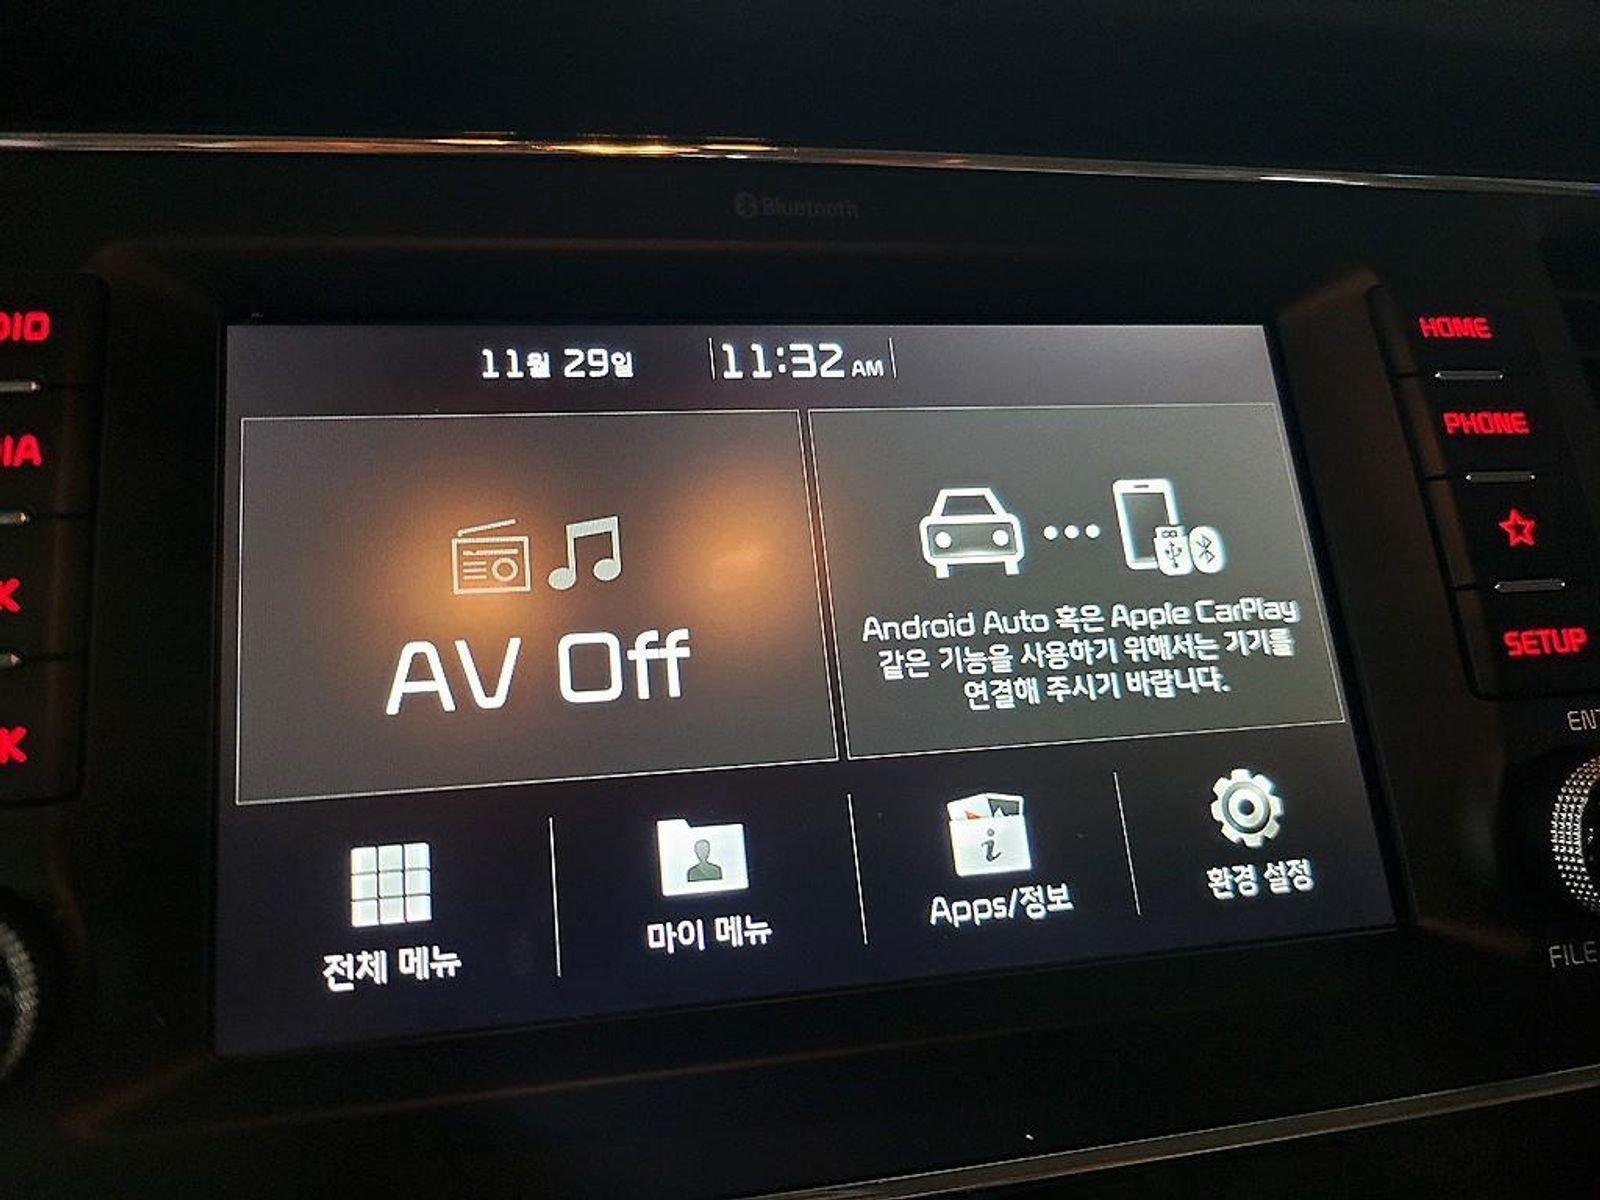 Bluetooth
11월 29일
11:32 AM
AV Off
Android Auto 혹은 Apple CarPlay
같은 기능을 사용하기 위해서는 기기를
연결해 주시기 바랍니다.
전체 메뉴
마이 메뉴
Apps/정보
환경 설정
DIO
DIA
K
K
HOME
PHONE
SETUP
ENT
FILE